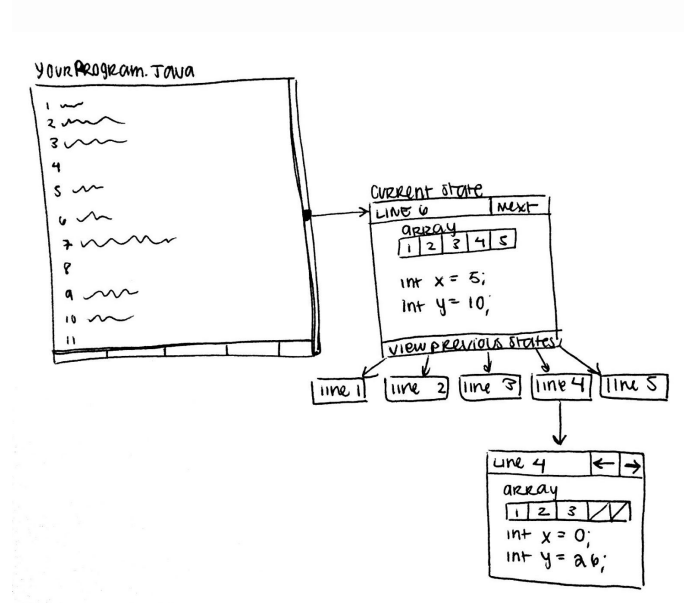 YOURPROGRAM.Java
1
2
3
4
5
6
7
8
9
10
11
CURRENT STATE
LINE 6 NEXT
ARRAY
1 2 3 4 5
int x = 5;
int y = 10;
VIEW PREVIOUS STATES
line 1 line 2 line 3 line 4 line 5
Line 4 ← →
ARRAY
1 2 3
int x = 0;
int y = 26;